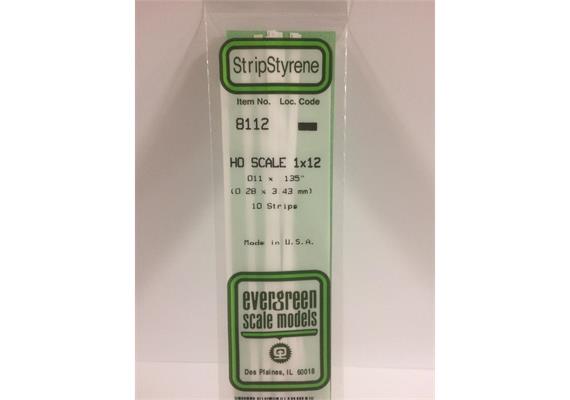 StripStyrene
Item No. Loc. Code
8112
HO SCALE 1x12
.011 x .135"
(0.28 x 3.43 mm)
10 Strips
Made in U.S.A.
evergreen
scale models
Des Plaines, IL 60018